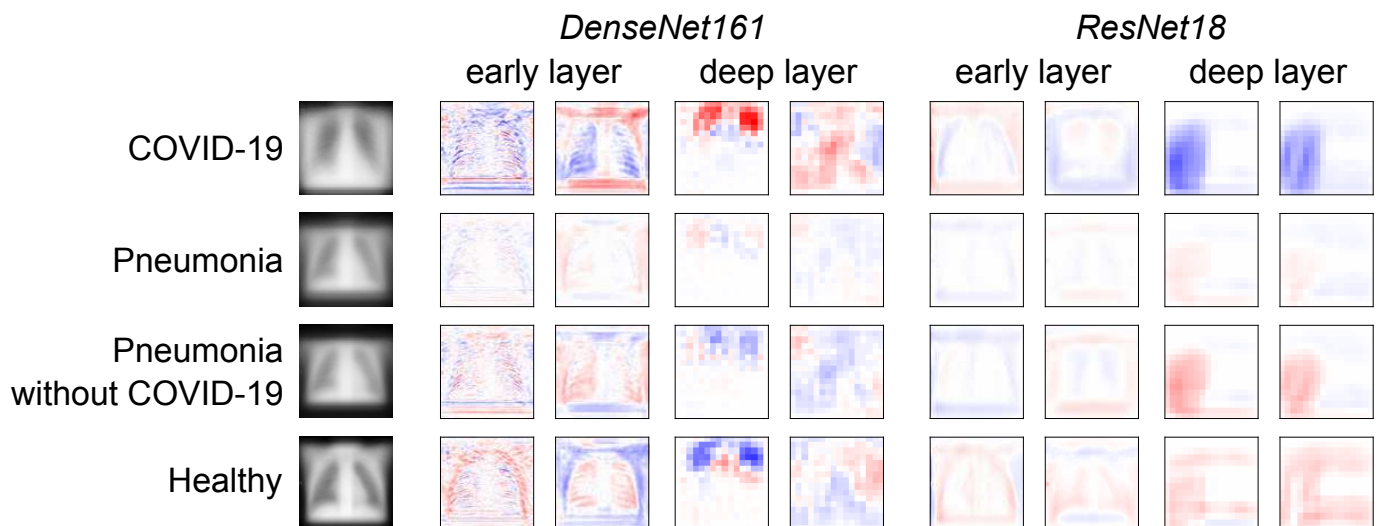 DenseNet161 ResNet18
early layer deep layer early layer deep layer
COVID-19
Pneumonia
Pneumonia
without COVID-19
Healthy